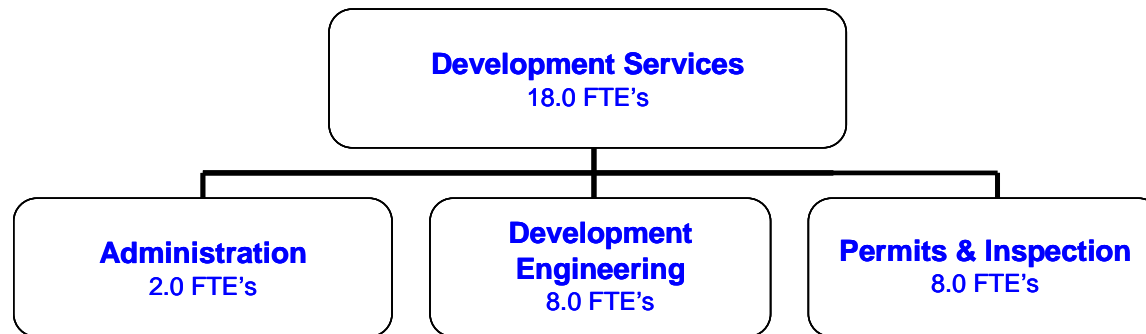 Development Services
18.0 FTE’s
Administration
2.0 FTE’s
Development
Engineering
8.0 FTE’s
Permits & Inspection
8.0 FTE’s